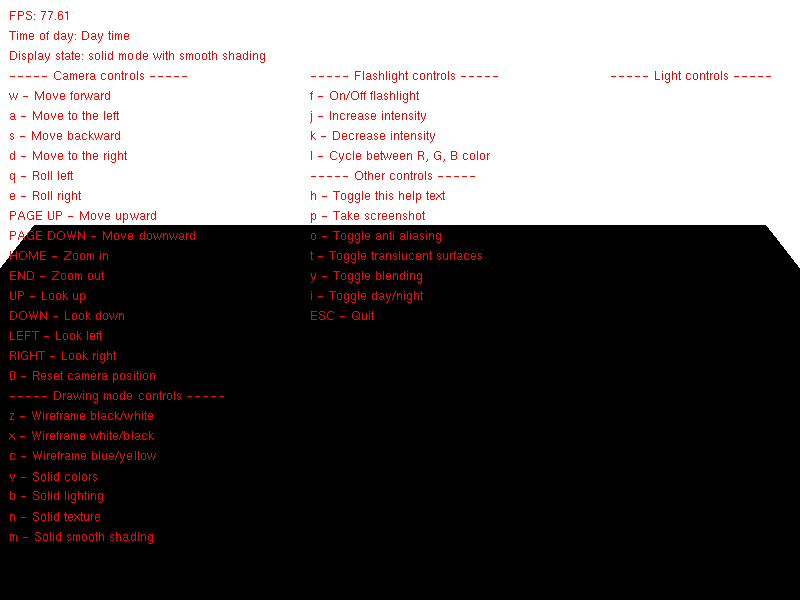 FPS: 77.61
Time of day: Day time
Display state: solid mode with smooth shading
----- Camera controls -----
w - Move forward
a - Move to the left
s - Move backward
d - Move to the right
q - Roll left
e - Roll right
PAGE UP - Move upward
PAGE DOWN - Move downward
HOME - Zoom in
END - Zoom out
UP - Look up
DOWN - Look down
LEFT - Look left
RIGHT - Look right
0 - Reset camera position
----- Drawing mode controls -----
z - Wireframe black/white
x - Wireframe white/black
c - Wireframe blue/yellow
v - Solid colors
b - Solid lighting
n - Solid texture
m - Solid smooth shading
----- Flashlight controls -----
f - On/Off flashlight
j - Increase intensity
k - Decrease intensity
l - Cycle between R, G, B color
----- Other controls -----
h - Toggle this help text
p - Take screenshot
o - Toggle anti aliasing
t - Toggle translucent surfaces
y - Toggle blending
i - Toggle day/night
ESC - Quit
----- Light controls -----